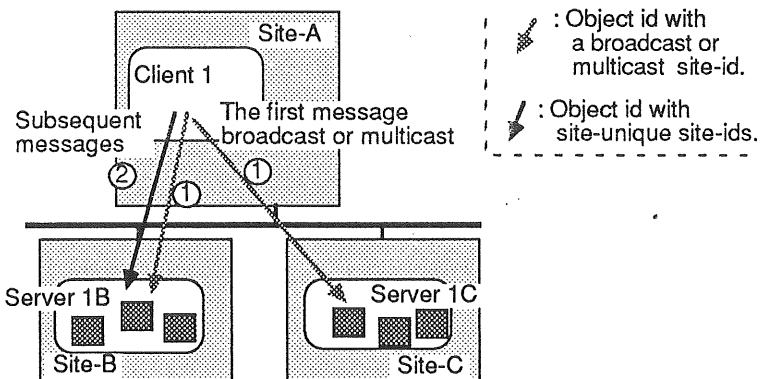 Site-A
Client 1
Subsequent
messages
The first message
broadcast or multicast
②
①
①
Server 1B
Site-B
Server 1C
Site-C
: Object id with
a broadcast or
multicast site-id.
: Object id with
site-unique site-ids.